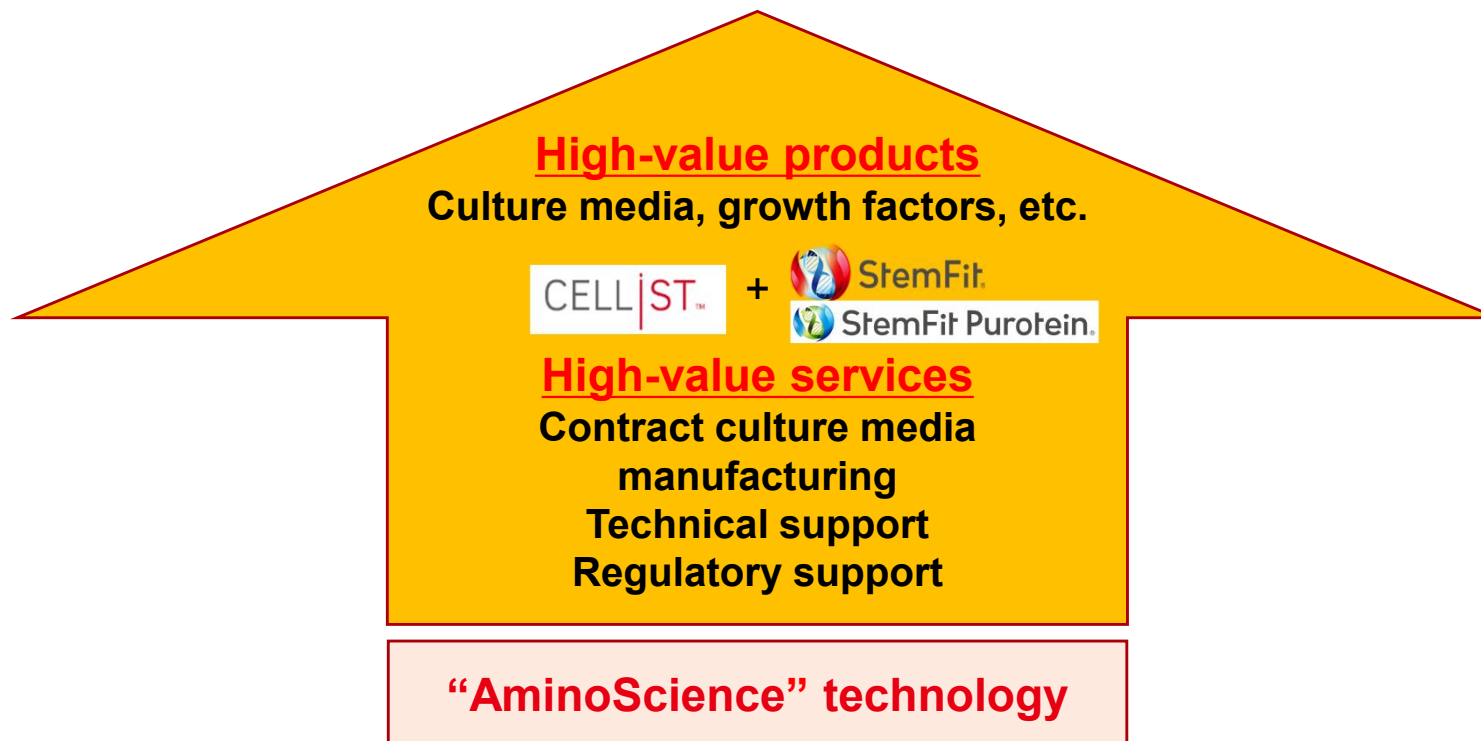 High-value products
Culture media, growth factors, etc.
CELLiST™ + StemFit®
StemFit Purotein®
High-value services
Contract culture media
manufacturing
Technical support
Regulatory support
“AminoScience” technology